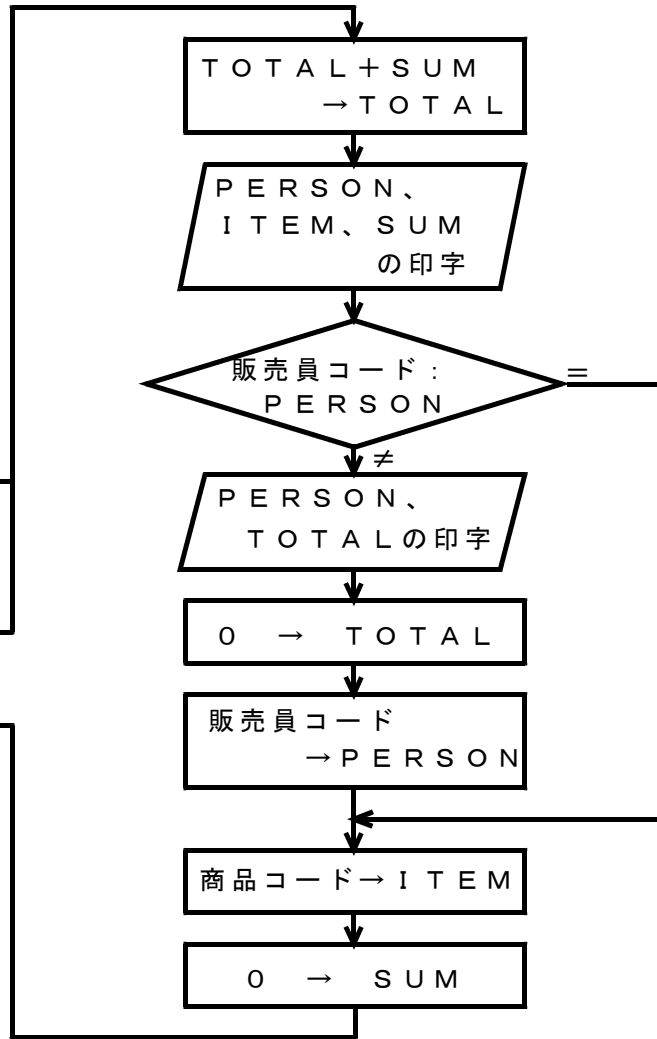 TOTAL+SUM
→TOTAL
PERSON、
ITEM、SUM
の印字
販売員コード:
PERSON
=
≠
PERSON、
TOTALの印字
0 → TOTAL
販売員コード
→PERSON
商品コード→ITEM
0 → SUM